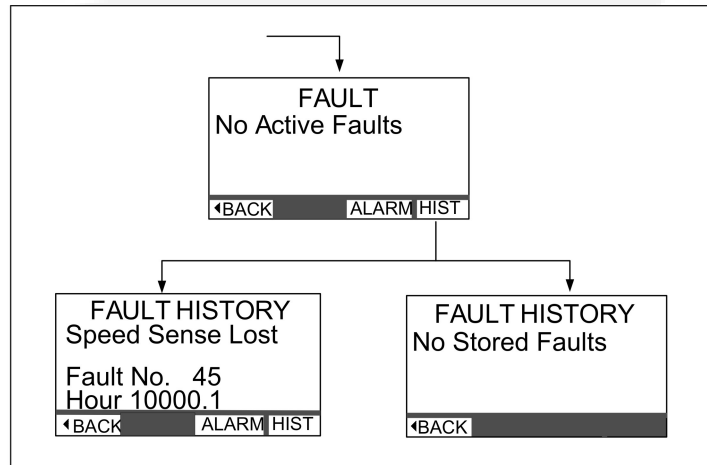 FAULT
No Active Faults
◀BACK ALARM HIST
FAULT HISTORY
Speed Sense Lost
Fault No. 45
Hour 10000.1
◀BACK ALARM HIST
FAULT HISTORY
No Stored Faults
◀BACK